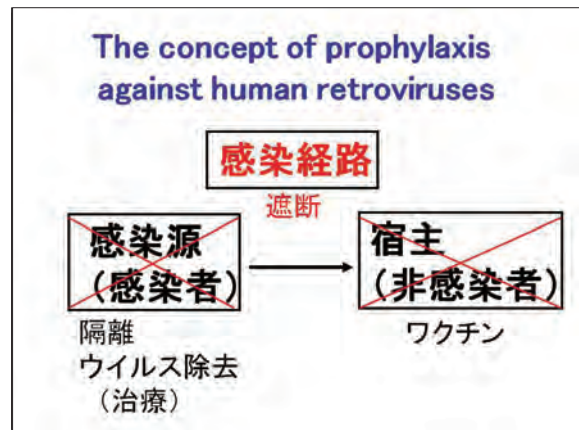 The concept of prophylaxis
against human retroviruses
感染経路
遮断
感染源
(感染者)
宿主
(非感染者)
隔離
ウイルス除去
（治療）
ワクチン